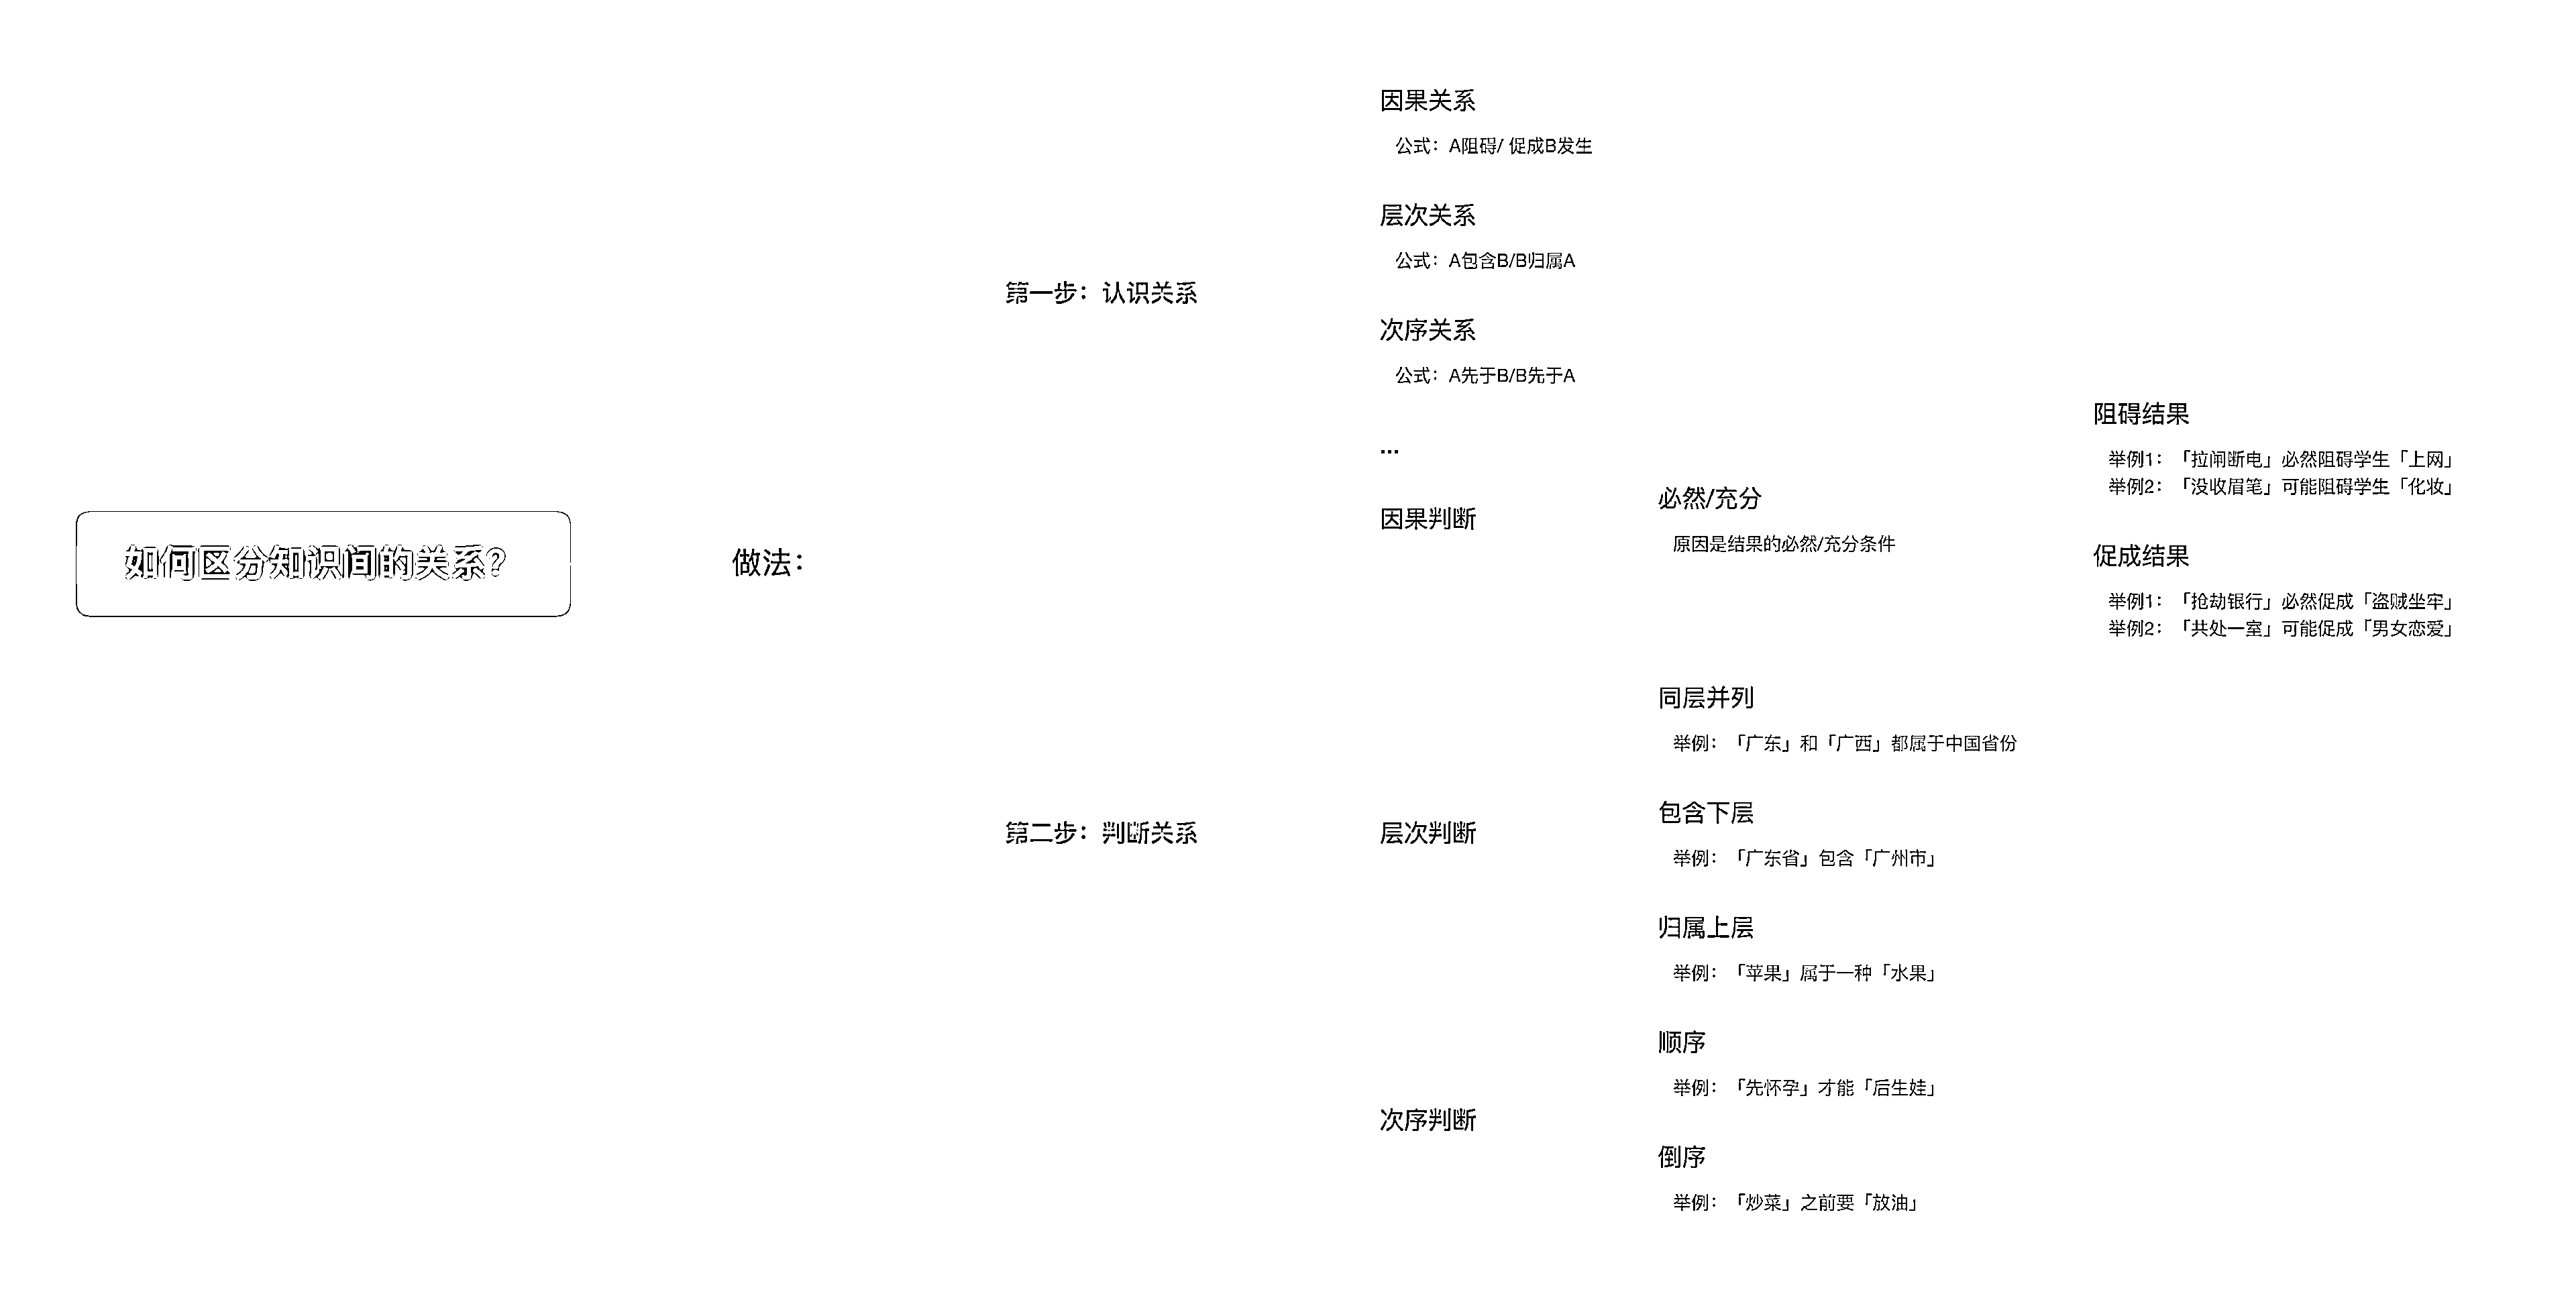 如何区分知识间的关系?
做法：
第一步：认识关系
因果关系
公式：A阻碍/ 促成B发生
层次关系
公式：A包含B/B归属A
次序关系
公式：A先于B/B先于A
...
第二步：判断关系
因果判断
必然/充分
原因是结果的必然/充分条件
阻碍结果
举例1：「拉闸断电」必然阻碍学生「上网」
举例2：「没收眉笔」可能阻碍学生「化妆」
促成结果
举例1：「抢劫银行」必然促成「盗贼坐牢」
举例2：「共处一室」可能促成「男女恋爱」
层次判断
同层并列
举例：「广东」和「广西」都属于中国省份
包含下层
举例：「广东省」包含「广州市」
归属上层
举例：「苹果」属于一种「水果」
次序判断
顺序
举例：「先怀孕」才能「后生娃」
倒序
举例：「炒菜」之前要「放油」